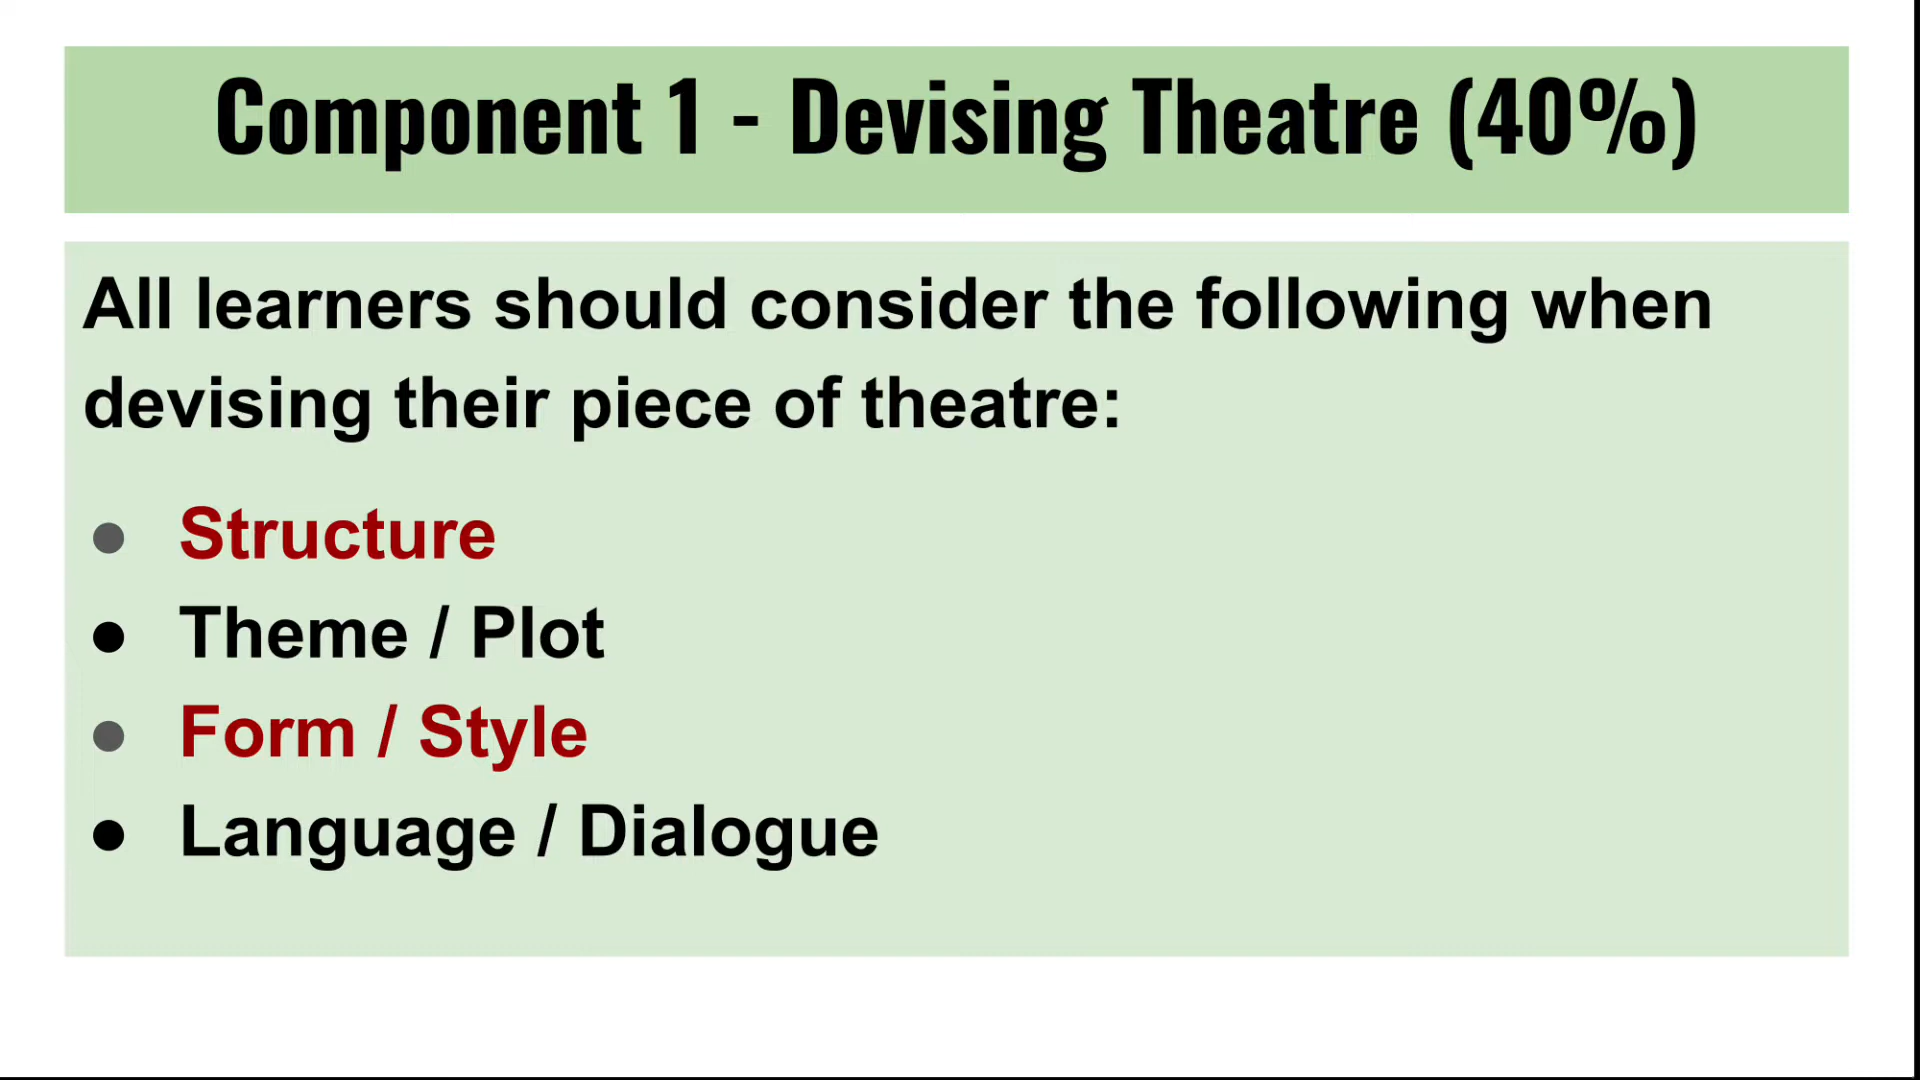 Component 1 - Devising Theatre (40%)
All learners should consider the following when
devising their piece of theatre:
● Structure
● Theme / Plot
● Form / Style
● Language / Dialogue